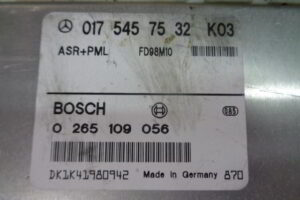 017 545 75 32 K03
ASR+PML FD98M10
BOSCH
0 265 109 056
DK1K41980942 Made in Germany 870